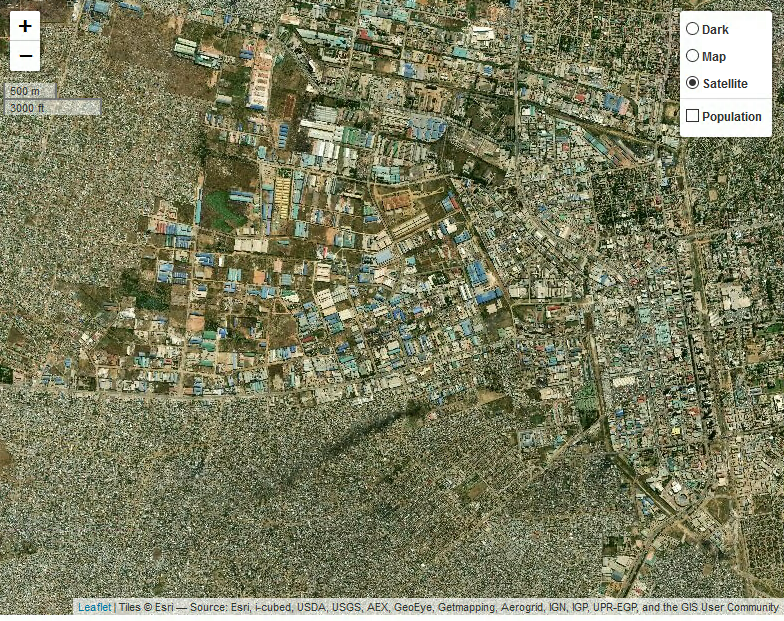 +
−
500 m
3000 ft
Dark
Map
Satellite
Population
Leaflet | Tiles © Esri — Source: Esri, i-cubed, USDA, USGS, AEX, GeoEye, Getmapping, Aerogrid, IGN, IGP, UPR-EGP, and the GIS User Community